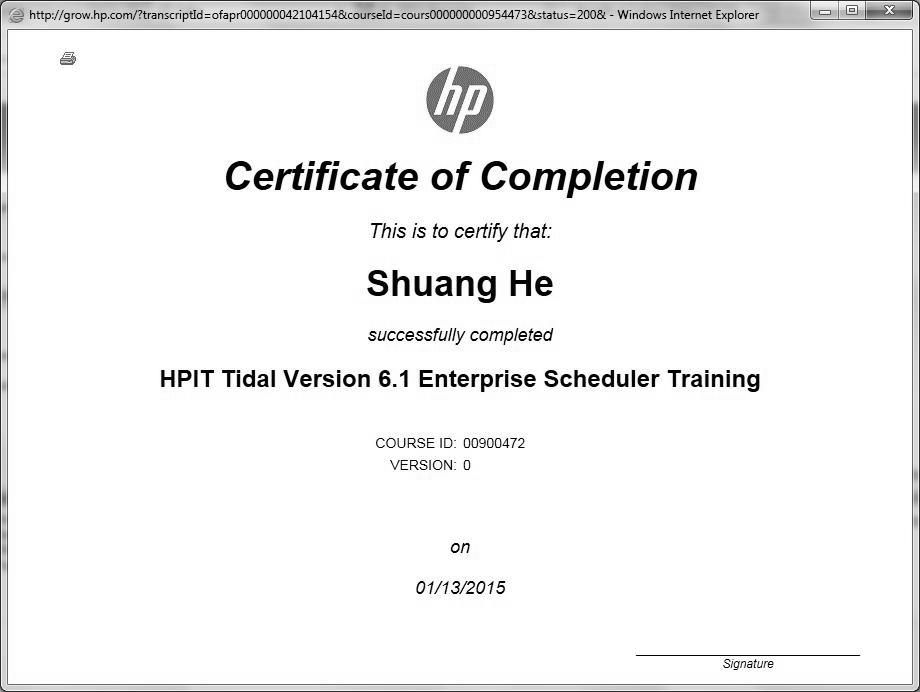 http://grow.hp.com/?transcriptId=ofapr000000042104154&courseId=cours000000000954473&status=200& - Windows Internet Explorer
hp
Certificate of Completion
This is to certify that:
Shuang He
successfully completed
HPIT Tidal Version 6.1 Enterprise Scheduler Training
COURSE ID: 00900472
VERSION: 0
on
01/13/2015
Signature